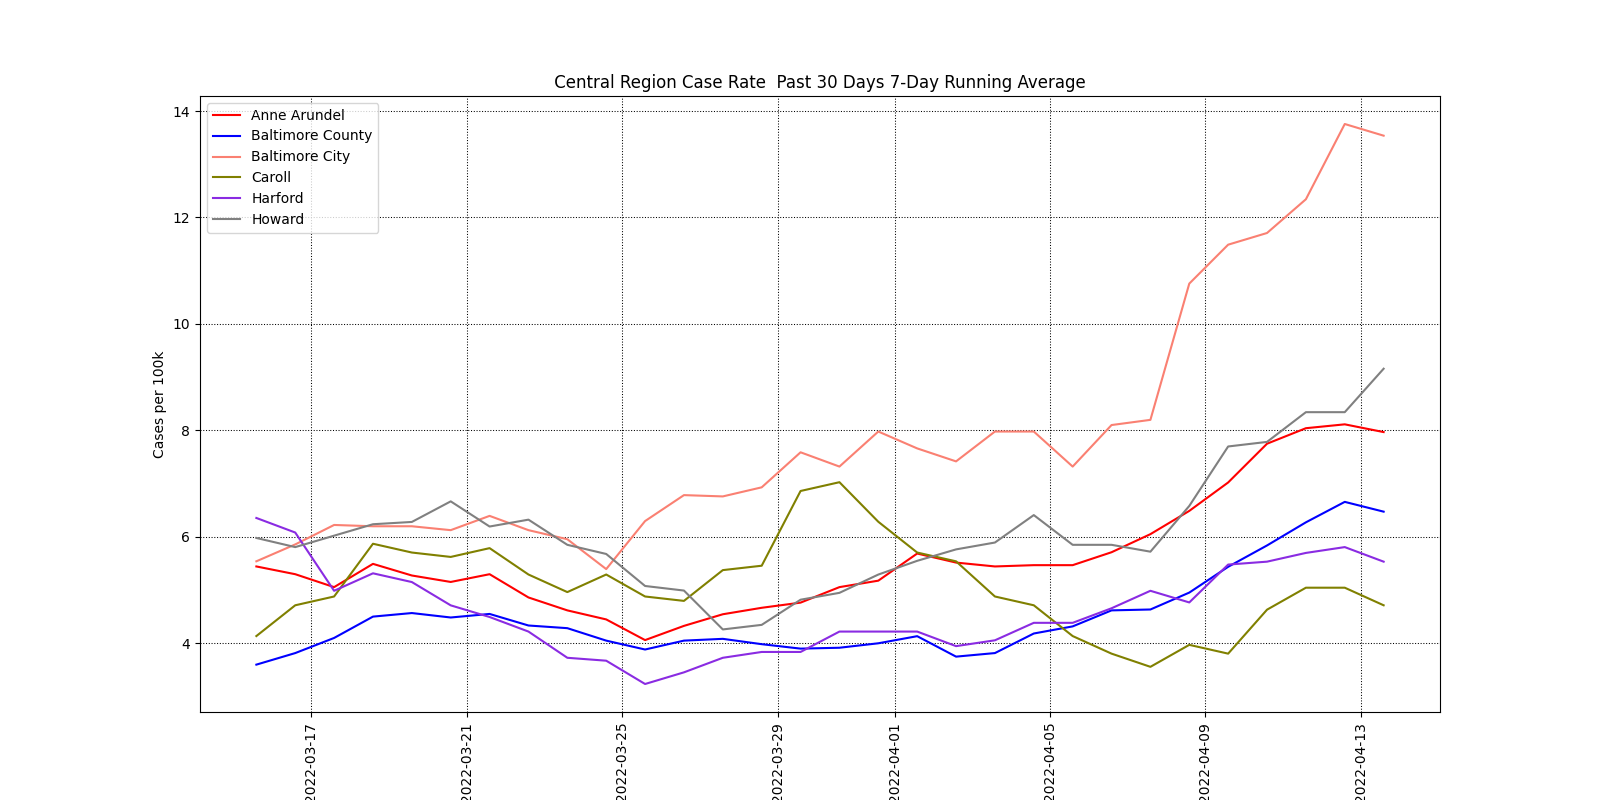 Central Region Case Rate  Past 30 Days 7-Day Running Average
Anne Arundel
Baltimore County
Baltimore City
Caroll
Harford
Howard
14
12
10
8
6
4
Cases per 100k
2022-03-17
2022-03-21
2022-03-25
2022-03-29
2022-04-01
2022-04-05
2022-04-09
2022-04-13